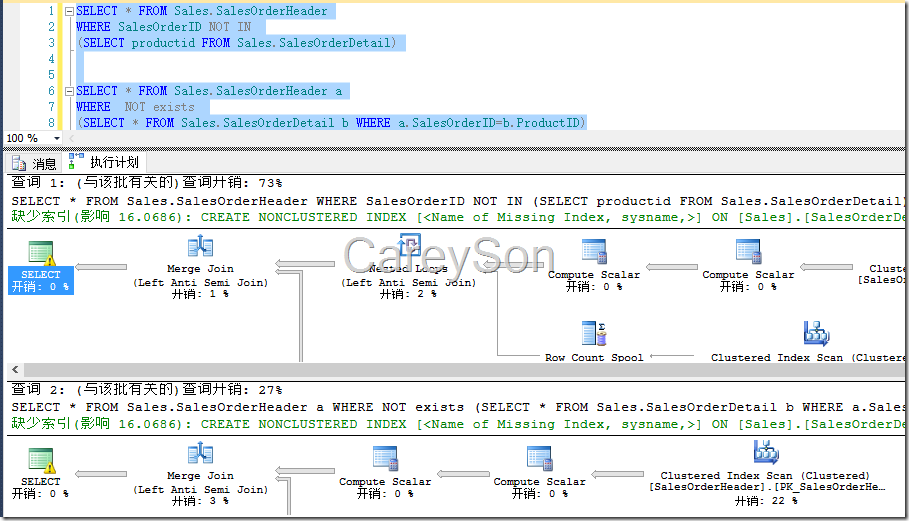 1 SELECT * FROM Sales.SalesOrderHeader
2 WHERE SalesOrderID NOT IN
3 (SELECT productid FROM Sales.SalesOrderDetail)
4
5
6 SELECT * FROM Sales.SalesOrderHeader a
7 WHERE NOT exists
8 (SELECT * FROM Sales.SalesOrderDetail b WHERE a.SalesOrderID=b.ProductID)
100 %
消息 执行计划
查询 1: (与该批有关的)查询开销: 73%
SELECT * FROM Sales.SalesOrderHeader WHERE SalesOrderID NOT IN (SELECT productid FROM Sales.SalesOrderDetail)
缺少索引(影响 16.0686): CREATE NONCLUSTERED INDEX [<Name of Missing Index, sysname,>] ON [Sales].[SalesOrderDe
CareySon
SELECT
开销: 0 %
Merge Join
(Left Anti Semi Join)
开销: 1 %
Nested Loops
(Left Anti Semi Join)
开销: 2 %
Compute Scalar
开销: 0 %
Compute Scalar
开销: 0 %
Cluste
[SalesOr
Row Count Spool
Clustered Index Scan (Cluster
查询 2: (与该批有关的)查询开销: 27%
SELECT * FROM Sales.SalesOrderHeader a WHERE NOT exists (SELECT * FROM Sales.SalesOrderDetail b WHERE a.Sales
缺少索引(影响 16.0686): CREATE NONCLUSTERED INDEX [<Name of Missing Index, sysname,>] ON [Sales].[SalesOrderDe
SELECT
开销: 0 %
Merge Join
(Left Anti Semi Join)
开销: 3 %
Compute Scalar
开销: 0 %
Compute Scalar
开销: 0 %
Clustered Index Scan (Clustered)
[SalesOrderHeader].[PK_SalesOrderHe…
开销: 22 %